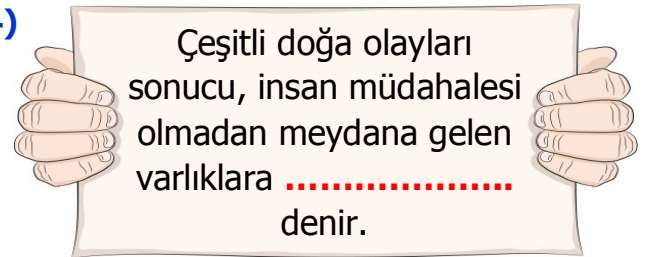 Çeşitli doğa olayları
sonucu, insan müdahalesi
olmadan meydana gelen
varlıklara ………………..
denir.